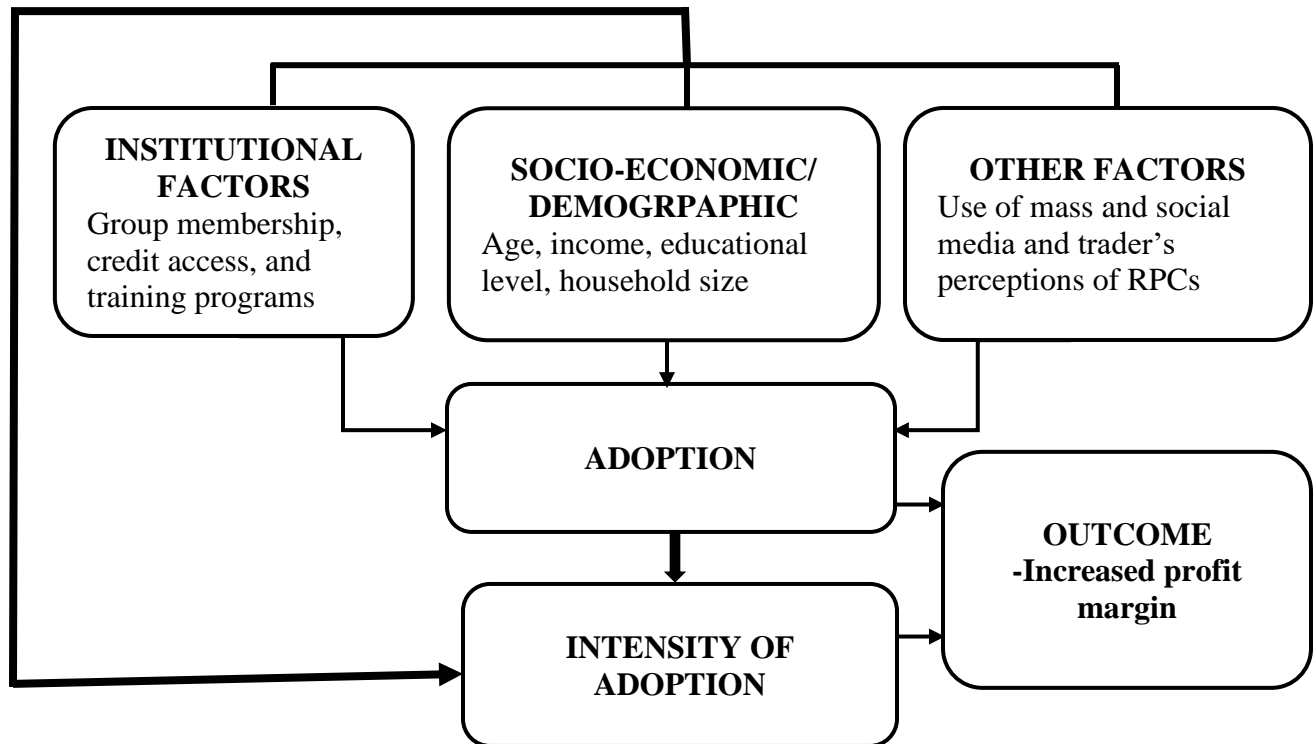 INSTITUTIONAL
FACTORS
Group membership,
credit access, and
training programs
SOCIO-ECONOMIC/
DEMOGRPAPHIC
Age, income, educational
level, household size
OTHER FACTORS
Use of mass and social
media and trader’s
perceptions of RPCs
ADOPTION
OUTCOME
-Increased profit
margin
INTENSITY OF
ADOPTION